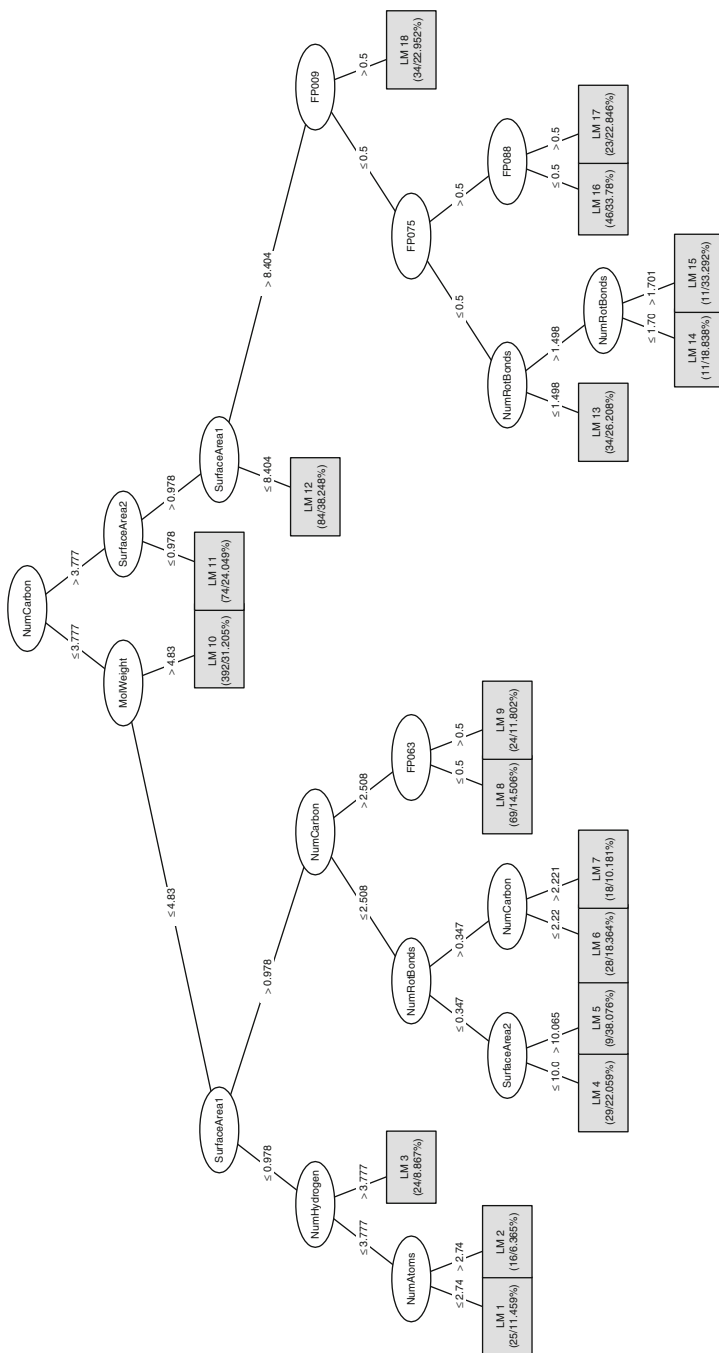 NumCarbon
≤ 3.777
> 3.777
MolWeight
SurfaceArea2
≤ 4.83
> 4.83
≤ 0.978
> 0.978
LM 10
(392/31.205%)
LM 11
(74/24.049%)
SurfaceArea1
SurfaceArea1
≤ 0.978
> 0.978
≤ 8.404
> 8.404
LM 12
(84/38.248%)
NumHydrogen
NumCarbon
FP009
≤3.777
> 3.777
≤ 2.508
> 2.508
≤ 0.5
> 0.5
LM 3
(24/8.867%)
LM 18
(34/22.952%)
NumAtoms
NumRotBonds
FP063
FP075
≤ 2.74
> 2.74
≤ 0.347
> 0.347
≤ 0.5
> 0.5
≤ 0.5
> 0.5
LM 1
(25/11.459%)
LM 2
(16/6.365%)
LM 8
(69/14.506%)
LM 9
(24/11.802%)
SurfaceArea2
NumCarbon
NumRotBonds
FP088
≤ 10.0
> 10.065
≤ 2.22
> 2.221
≤ 1.498
> 1.498
≤ 0.5
> 0.5
LM 4
(29/22.059%)
LM 5
(9/38.076%)
LM 6
(28/18.364%)
LM 7
(18/10.181%)
LM 13
(34/26.208%)
LM 16
(46/33.78%)
LM 17
(23/22.846%)
NumRotBonds
≤ 1.70
> 1.701
LM 14
(11/18.838%)
LM 15
(11/33.292%)